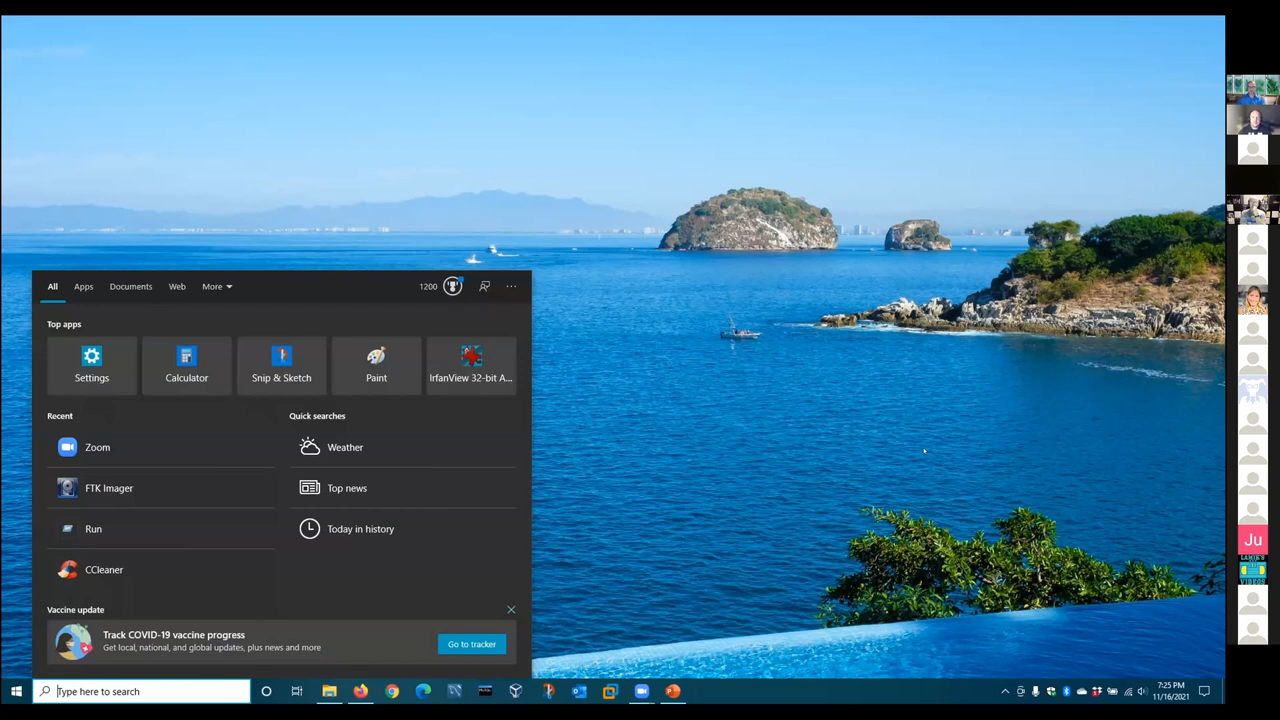 All Apps Documents Web More 1200
Top apps
Settings Calculator Snip & Sketch Paint IrfanView 32-bit A...
Recent
Zoom
FTK Imager
Run
CCleaner
Quick searches
Weather
Top news
Today in history
Vaccine update
Track COVID-19 vaccine progress
Get local, national, and global updates, plus news and more
Go to tracker
Type here to search
7:25 PM
11/16/2021
Ju
LAMIK'S
VIDEOS